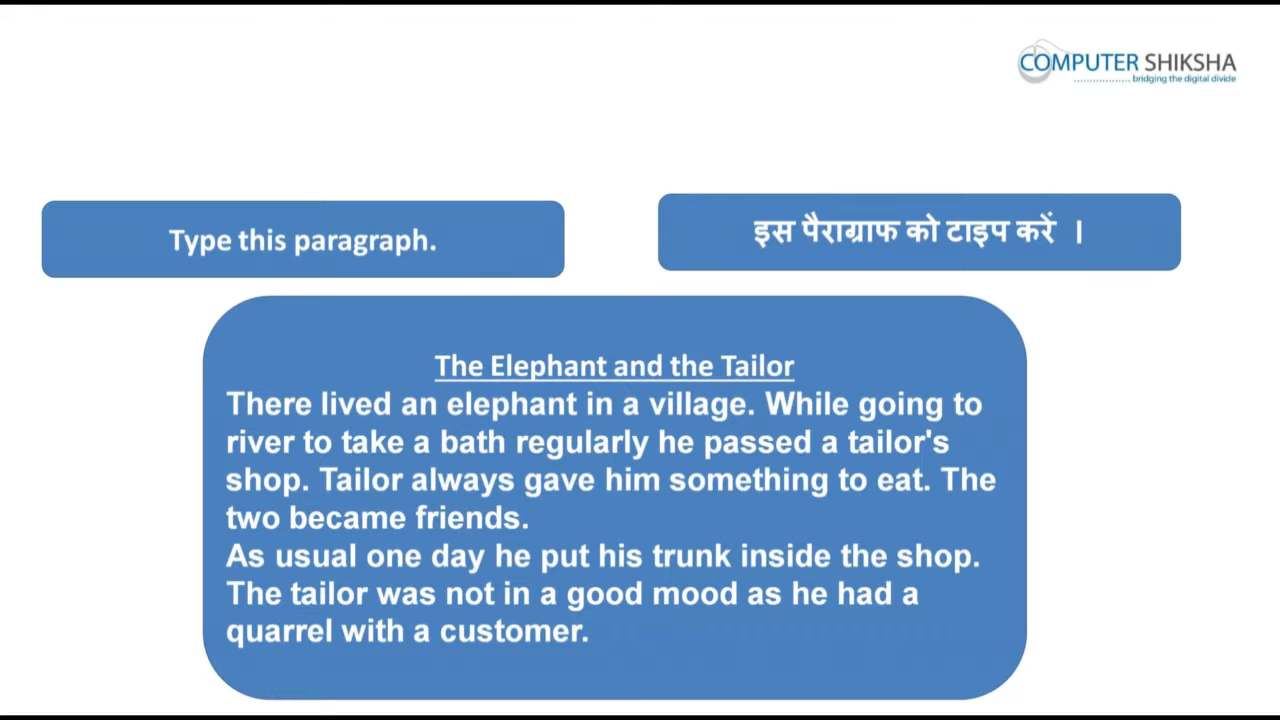 COMPUTER SHIKSHA
bridging the digital divide
Type this paragraph.
इस पैराग्राफ को टाइप करें ।
The Elephant and the Tailor
There lived an elephant in a village. While going to
river to take a bath regularly he passed a tailor's
shop. Tailor always gave him something to eat. The
two became friends.
As usual one day he put his trunk inside the shop.
The tailor was not in a good mood as he had a
quarrel with a customer.